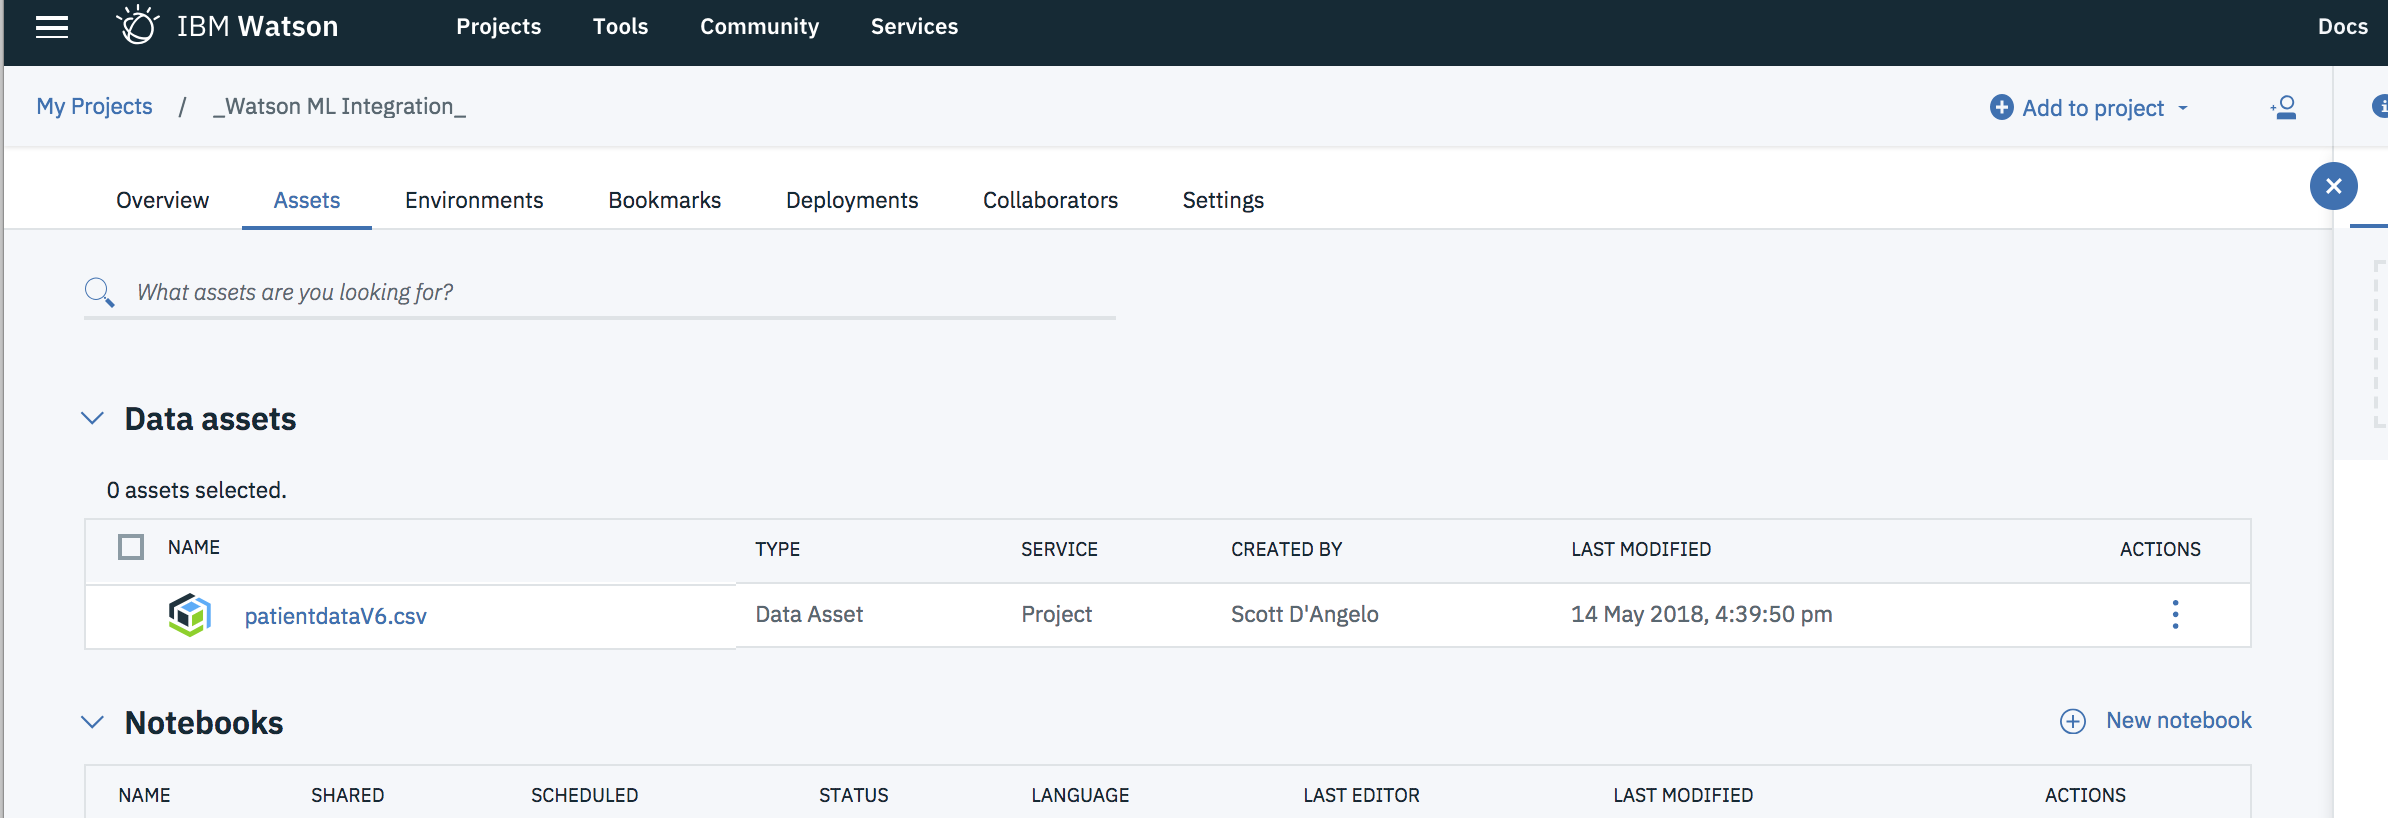 IBM Watson Projects Tools Community Services Docs
My Projects / _Watson ML Integration_ Add to project
Overview Assets Environments Bookmarks Deployments Collaborators Settings
What assets are you looking for?
Data assets
0 assets selected.
NAME TYPE SERVICE CREATED BY LAST MODIFIED ACTIONS
patientdataV6.csv Data Asset Project Scott D'Angelo 14 May 2018, 4:39:50 pm
Notebooks New notebook
NAME SHARED SCHEDULED STATUS LANGUAGE LAST EDITOR LAST MODIFIED ACTIONS